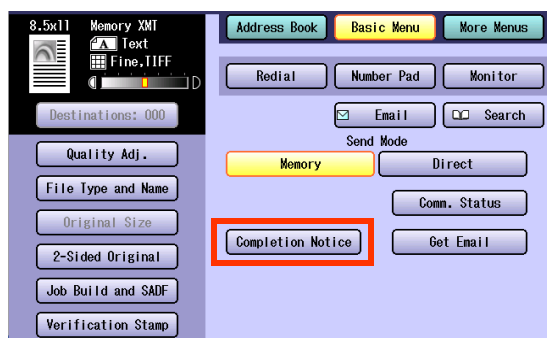 8.5x11 Memory XMT
A Text
Fine,TIFF
D
Destinations: 000
Quality Adj.
File Type and Name
Original Size
2-Sided Original
Job Build and SADF
Verification Stamp
Address Book Basic Menu More Menus
Redial Number Pad Monitor
Email Search
Send Mode
Memory Direct
Comm. Status
Completion Notice Get Email